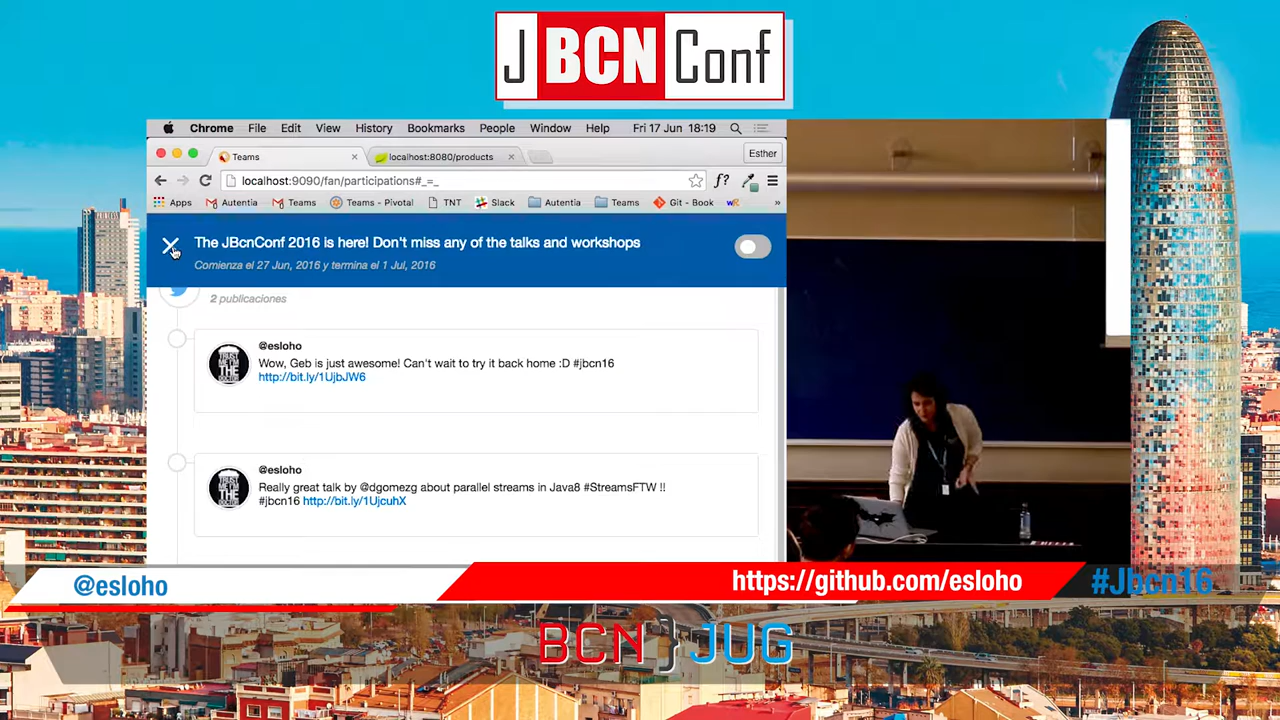 J BCN Conf
Chrome File Edit View History Bookmarks People Window Help Fri 17 Jun 18:19
Teams
localhost:8080/products
Esther
localhost:9090/fan/participations#_=_
f?
Apps Autentia Teams Teams - Pivotal TNT Slack Autentia Teams Git - Book wR »
The JBcnConf 2016 is here! Don't miss any of the talks and workshops
Comienza el 27 Jun, 2016 y termina el 1 Jul, 2016
2 publicaciones
@esloho
Wow, Geb is just awesome! Can't wait to try it back home :D #jbcn16
http://bit.ly/1UjbJW6
@esloho
Really great talk by @dgomezg about parallel streams in Java8 #StreamsFTW !!
#jbcn16 http://bit.ly/1UjcuhX
@esloho
https://github.com/esloho
#Jbcn16
BCN JUG